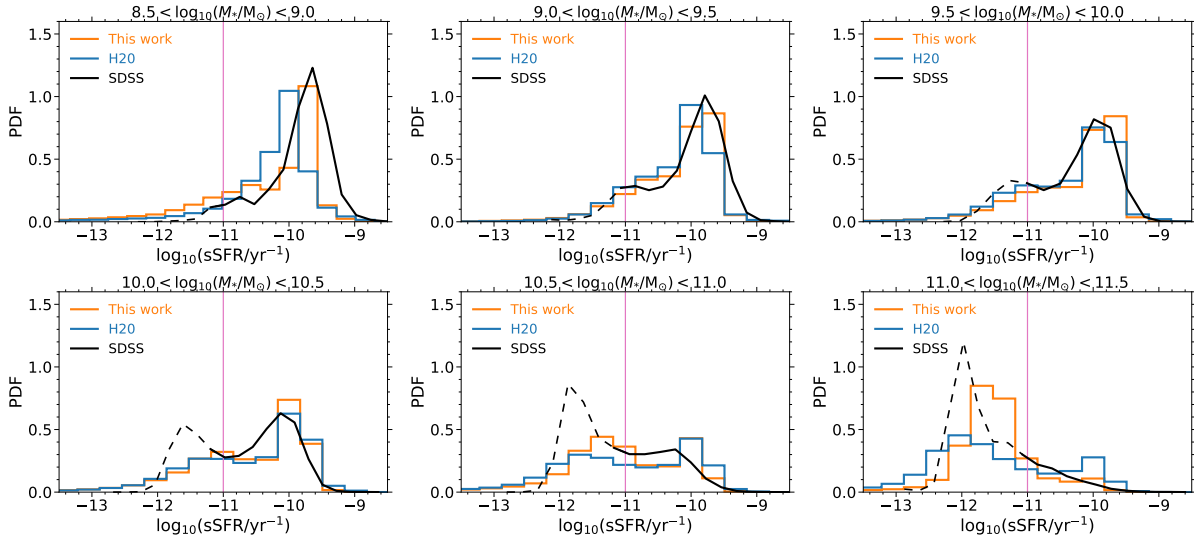 8.5 < log₁₀(M*/M⊙) < 9.0
1.5
1.0
0.5
0.0
PDF
This work
H20
SDSS
−13 −12 −11 −10 −9
log₁₀(sSFR/yr⁻¹)
9.0 < log₁₀(M*/M⊙) < 9.5
1.5
1.0
0.5
0.0
PDF
This work
H20
SDSS
−13 −12 −11 −10 −9
log₁₀(sSFR/yr⁻¹)
9.5 < log₁₀(M*/M⊙) < 10.0
1.5
1.0
0.5
0.0
PDF
This work
H20
SDSS
−13 −12 −11 −10 −9
log₁₀(sSFR/yr⁻¹)
10.0 < log₁₀(M*/M⊙) < 10.5
1.5
1.0
0.5
0.0
PDF
This work
H20
SDSS
−13 −12 −11 −10 −9
log₁₀(sSFR/yr⁻¹)
10.5 < log₁₀(M*/M⊙) < 11.0
1.5
1.0
0.5
0.0
PDF
This work
H20
SDSS
−13 −12 −11 −10 −9
log₁₀(sSFR/yr⁻¹)
11.0 < log₁₀(M*/M⊙) < 11.5
1.5
1.0
0.5
0.0
PDF
This work
H20
SDSS
−13 −12 −11 −10 −9
log₁₀(sSFR/yr⁻¹)